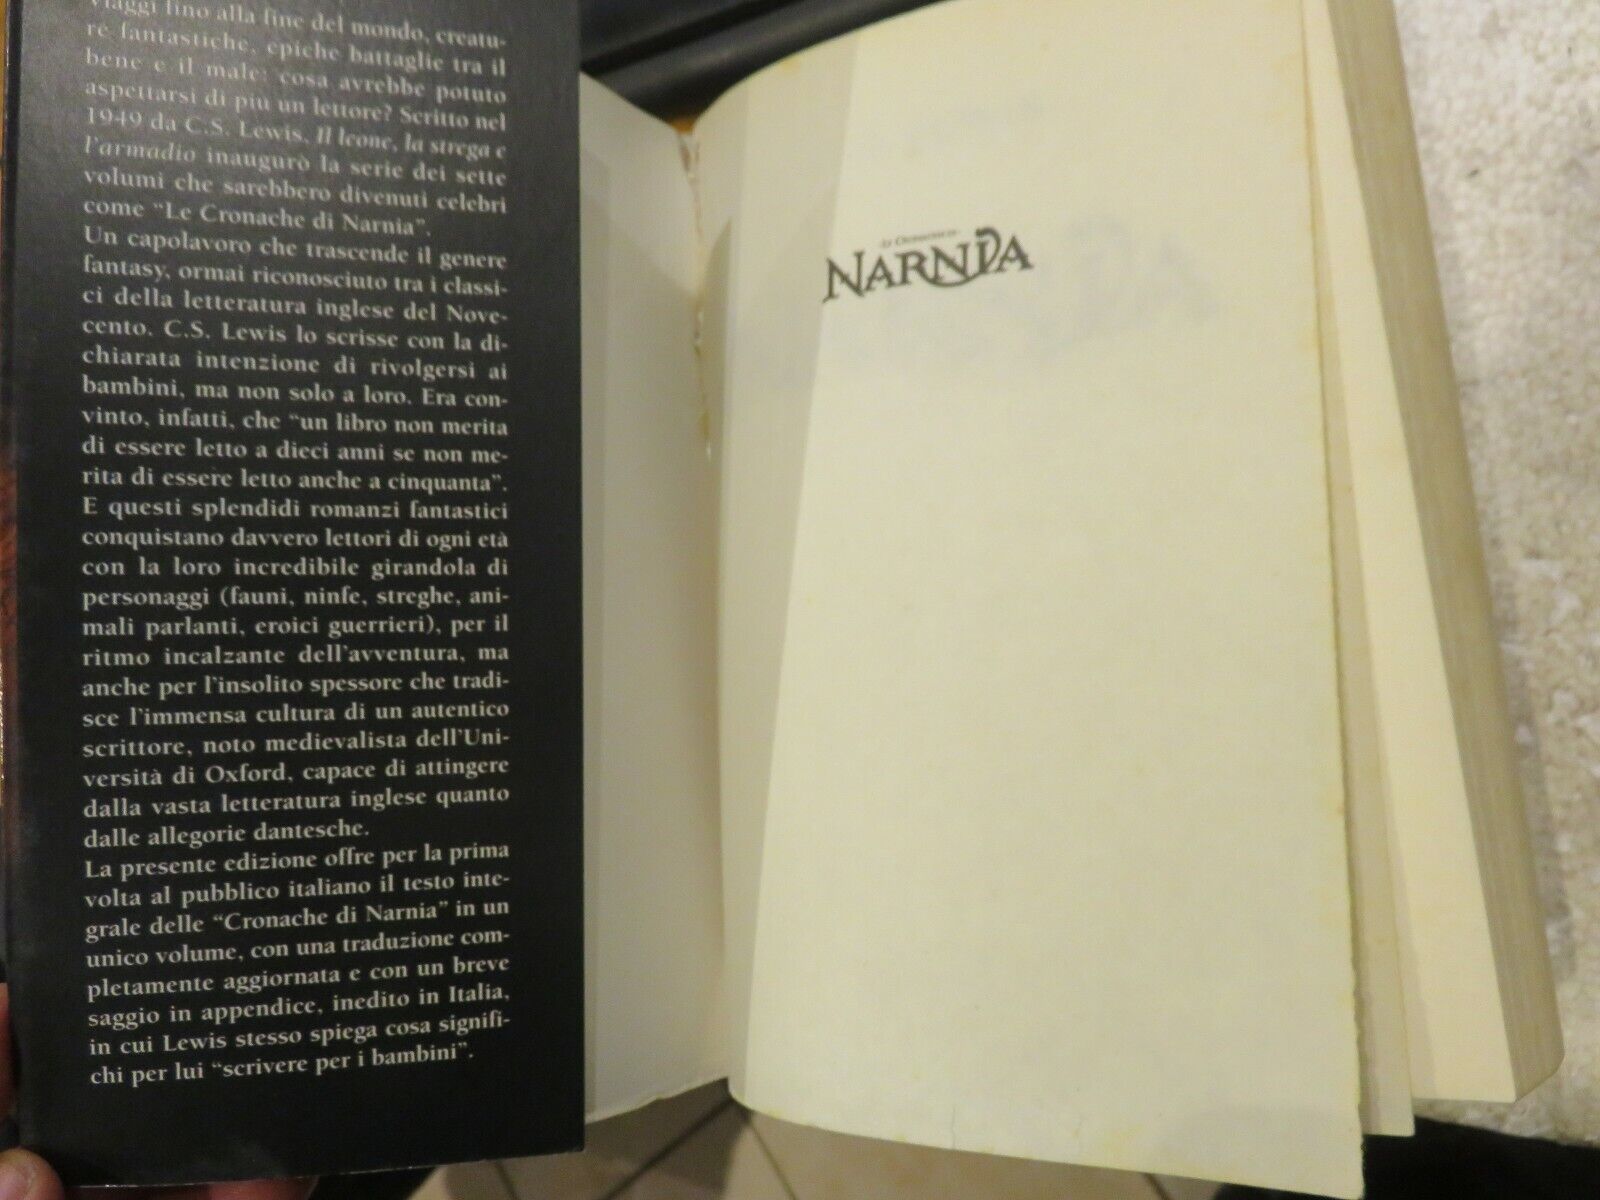 Viaggi fino alla fine del mondo, creatu-
re fantastiche, epiche battaglie tra il
bene e il male: cosa avrebbe potuto
aspettarsi di più un lettore? Scritto nel
1949 da C.S. Lewis, Il leone, la strega e
l'armadio inaugurò la serie dei sette
volumi che sarebbero divenuti celebri
come “Le Cronache di Narnia”.
Un capolavoro che trascende il genere
fantasy, ormai riconosciuto tra i classi-
ci della letteratura inglese del Nove-
cento. C.S. Lewis lo scrisse con la di-
chiarata intenzione di rivolgersi ai
bambini, ma non solo a loro. Era con-
vinto, infatti, che “un libro non merita
di essere letto a dieci anni se non me-
rita di essere letto anche a cinquanta”.
E questi splendidi romanzi fantastici
conquistano davvero lettori di ogni età
con la loro incredibile girandola di
personaggi (fauni, ninfe, streghe, ani-
mali parlanti, eroici guerrieri), per il
ritmo incalzante dell'avventura, ma
anche per l'insolito spessore che tradi-
sce l'immensa cultura di un autentico
scrittore, noto medievalista dell'Uni-
versità di Oxford, capace di attingere
dalla vasta letteratura inglese quanto
dalle allegorie dantesche.
La presente edizione offre per la prima
volta al pubblico italiano il testo inte-
grale delle “Cronache di Narnia” in un
unico volume, con una traduzione com-
pletamente aggiornata e con un breve
saggio in appendice, inedito in Italia,
in cui Lewis stesso spiega cosa signifi-
chi per lui “scrivere per i bambini”.
Le Cronache di
NARNIA